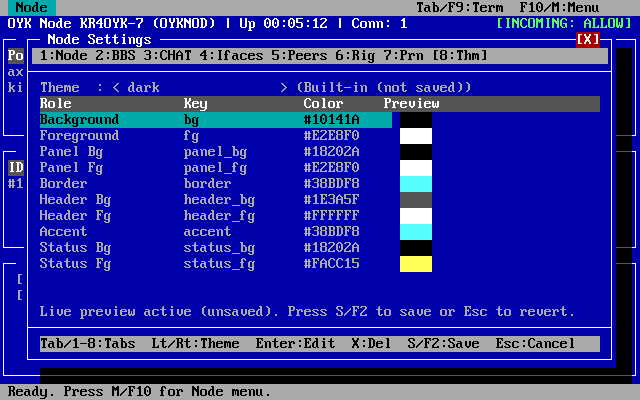 Node Tab/F9:Term F10/M:Menu
OYK Node KR4OYK-7 (OYKNOD) | Up 00:05:12 | Conn: 1 [INCOMING: ALLOW]
Node Settings [X]
Po 1:Node 2:BBS 3:CHAT 4:Ifaces 5:Peers 6:Rig 7:Prn [8:Thm]
ax
ki Theme : < dark > (Built-in (not saved))
Role Key Color Preview
Background bg #10141A
Foreground fg #E2E8F0
Panel Bg panel_bg #18202A
ID Panel Fg panel_fg #E2E8F0
#1 Border border #38BDF8
Header Bg header_bg #1E3A5F
Header Fg header_fg #FFFFFF
Accent accent #38BDF8
Status Bg status_bg #18202A
Status Fg status_fg #FACC15
[
[ Live preview active (unsaved). Press S/F2 to save or Esc to revert.
Tab/1-8:Tabs Lt/Rt:Theme Enter:Edit X:Del S/F2:Save Esc:Cancel
Ready. Press M/F10 for Node menu.